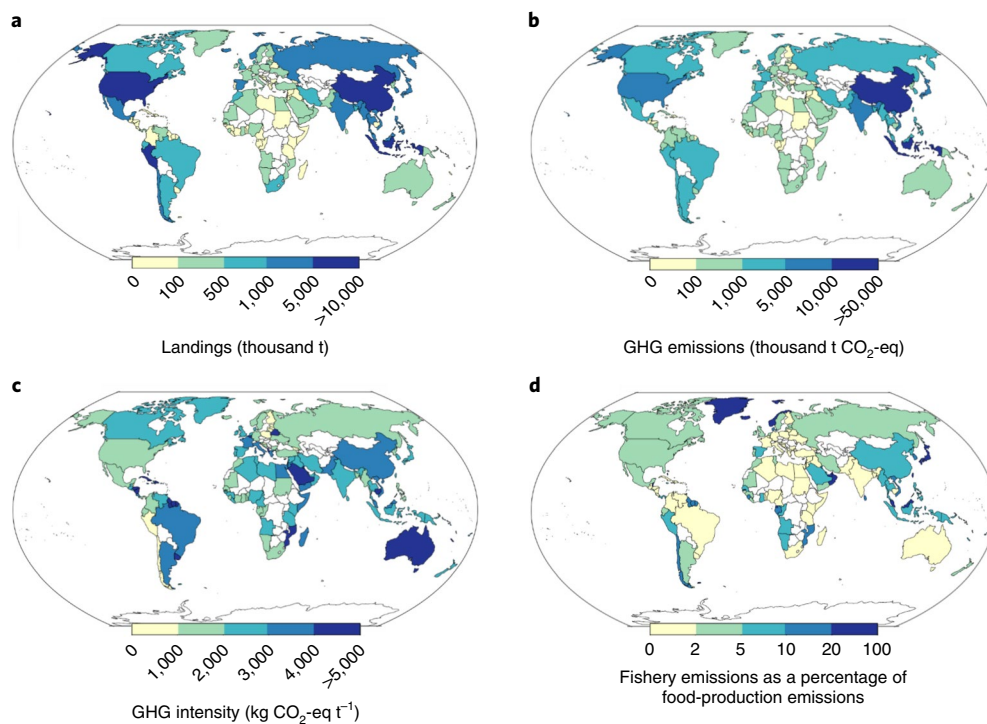 a
b
0
100
500
1,000
5,000
>10,000
0
100
1,000
5,000
10,000
>50,000
Landings (thousand t)
GHG emissions (thousand t CO₂-eq)
c
d
0
1,000
2,000
3,000
4,000
>5,000
0
2
5
10
20
100
GHG intensity (kg CO₂-eq t⁻¹)
Fishery emissions as a percentage of
food-production emissions